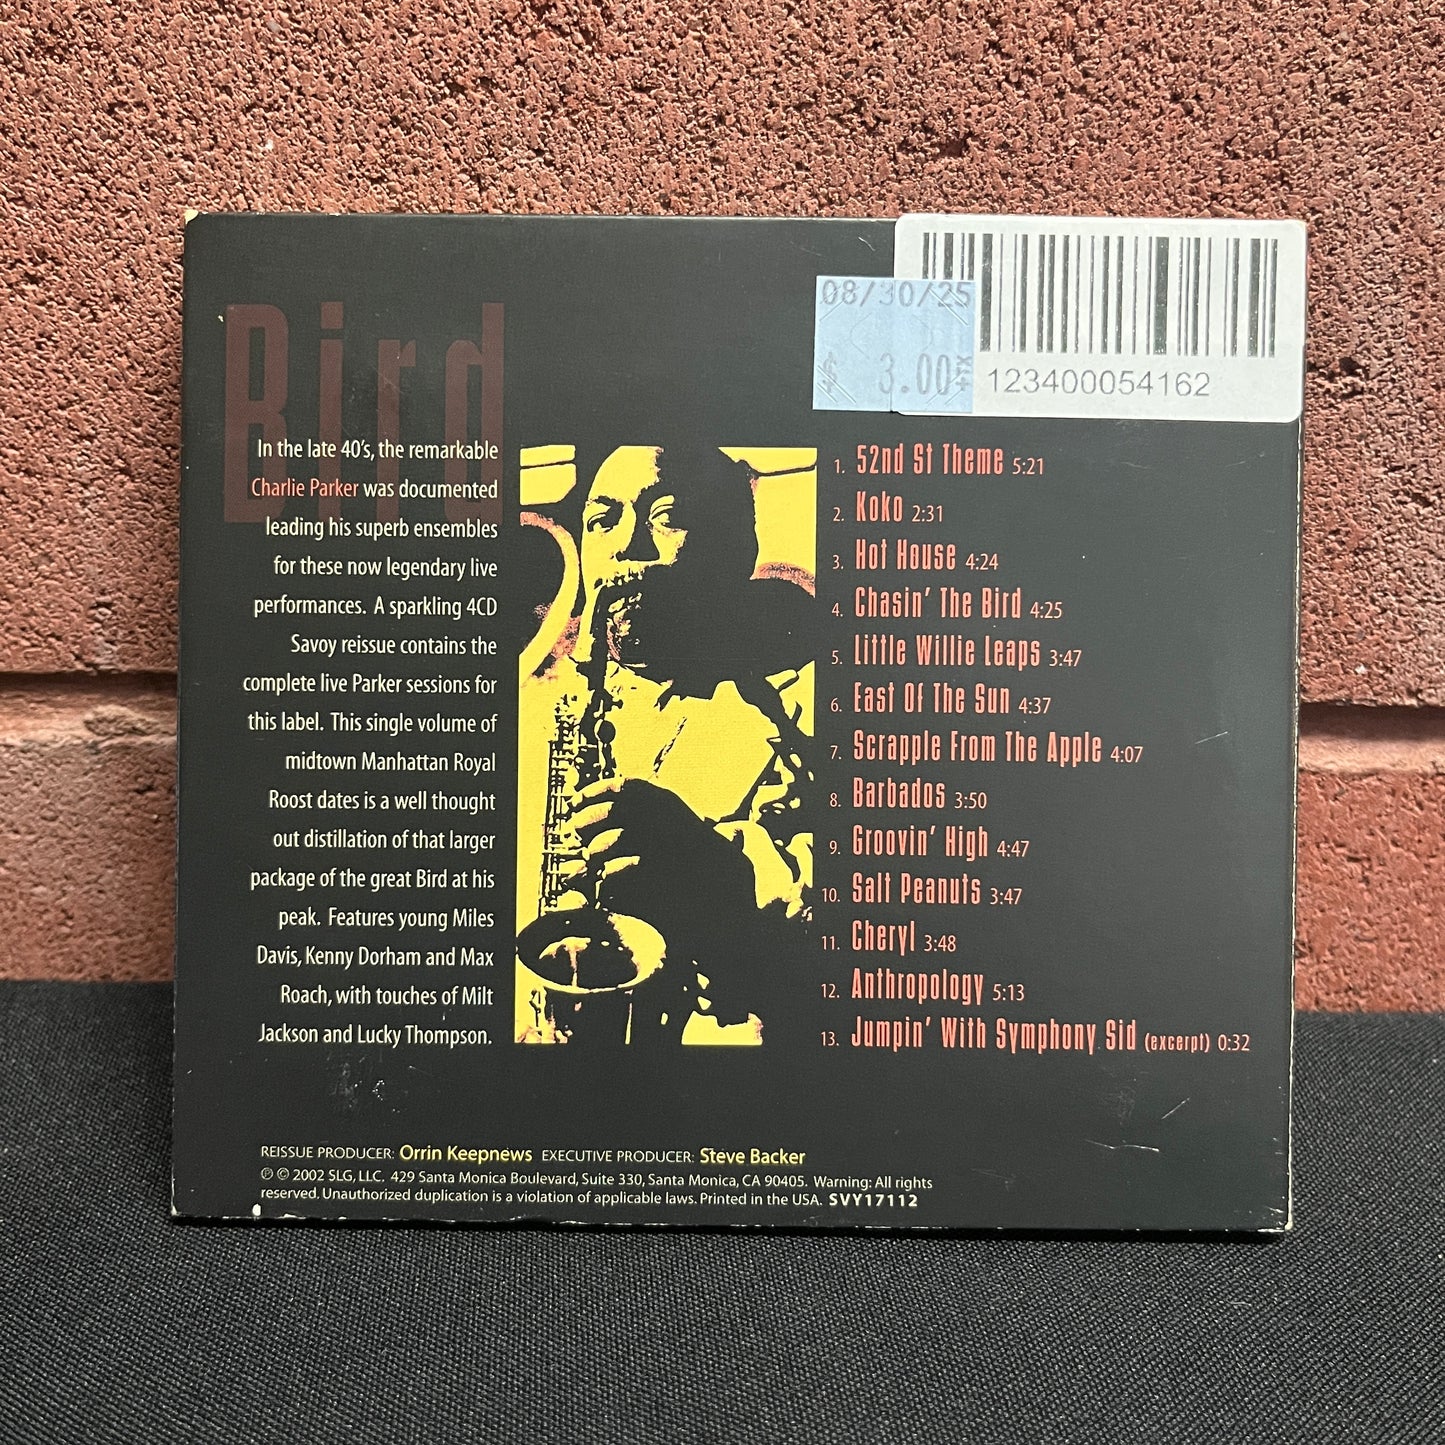 Bird
08/30/25
3.00
123400054162
In the late 40's, the remarkable
Charlie Parker was documented
leading his superb ensembles
for these now legendary live
performances. A sparkling 4CD
Savoy reissue contains the
complete live Parker sessions for
this label. This single volume of
midtown Manhattan Royal
Roost dates is a well thought
out distillation of that larger
package of the great Bird at his
peak. Features young Miles
Davis, Kenny Dorham and Max
Roach, with touches of Milt
Jackson and Lucky Thompson.
1. 52nd St Theme 5:21
2. Koko 2:31
3. Hot House 4:24
4. Chasin' The Bird 4:25
5. Little Willie Leaps 3:47
6. East Of The Sun 4:37
7. Scrapple From The Apple 4:07
8. Barbados 3:50
9. Groovin' High 4:47
10. Salt Peanuts 3:47
11. Cheryl 3:48
12. Anthropology 5:13
13. Jumpin' With Symphony Sid (excerpt) 0:32
REISSUE PRODUCER: Orrin Keepnews EXECUTIVE PRODUCER: Steve Backer
℗ © 2002 SLG, LLC. 429 Santa Monica Boulevard, Suite 330, Santa Monica, CA 90405. Warning: All rights
reserved. Unauthorized duplication is a violation of applicable laws. Printed in the USA. SVY17112